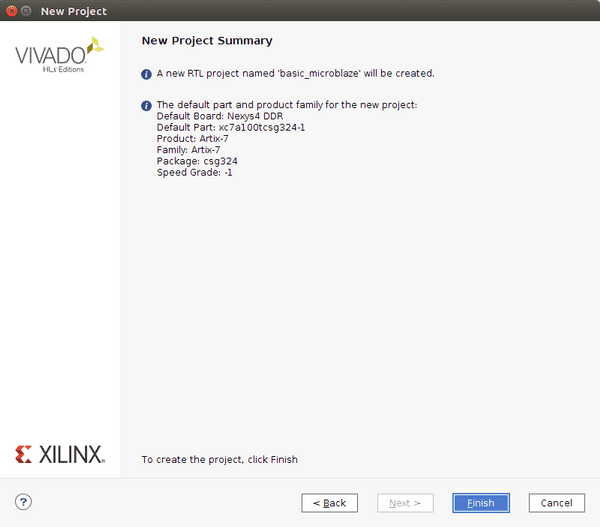 New Project
VIVADO
HLx Editions
New Project Summary
A new RTL project named 'basic_microblaze' will be created.
The default part and product family for the new project:
Default Board: Nexys4 DDR
Default Part: xc7a100tcsg324-1
Product: Artix-7
Family: Artix-7
Package: csg324
Speed Grade: -1
XILINX
To create the project, click Finish
? < Back Next > Finish Cancel